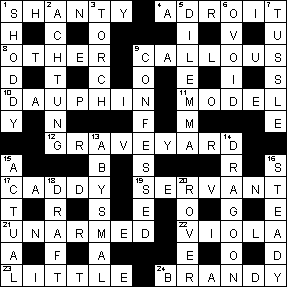 1 S H 2 A N 3 T Y 4 A 5 D R 6 O I 7 T
H C O I V U
8 O T H E R 9 C A L L O U S
D T C O E I S
10 D A U P H I N 11 M O D E L
Y N F M E
12 G R 13 A V E Y A R 14 D
15 A B S R 16 S
17 C A 18 D D Y 19 S E 20 R V A N T
T R S E O G E
21 U N A R M E D 22 V I O L A
A F A E O D
23 L I T T L E 24 B R A N D Y